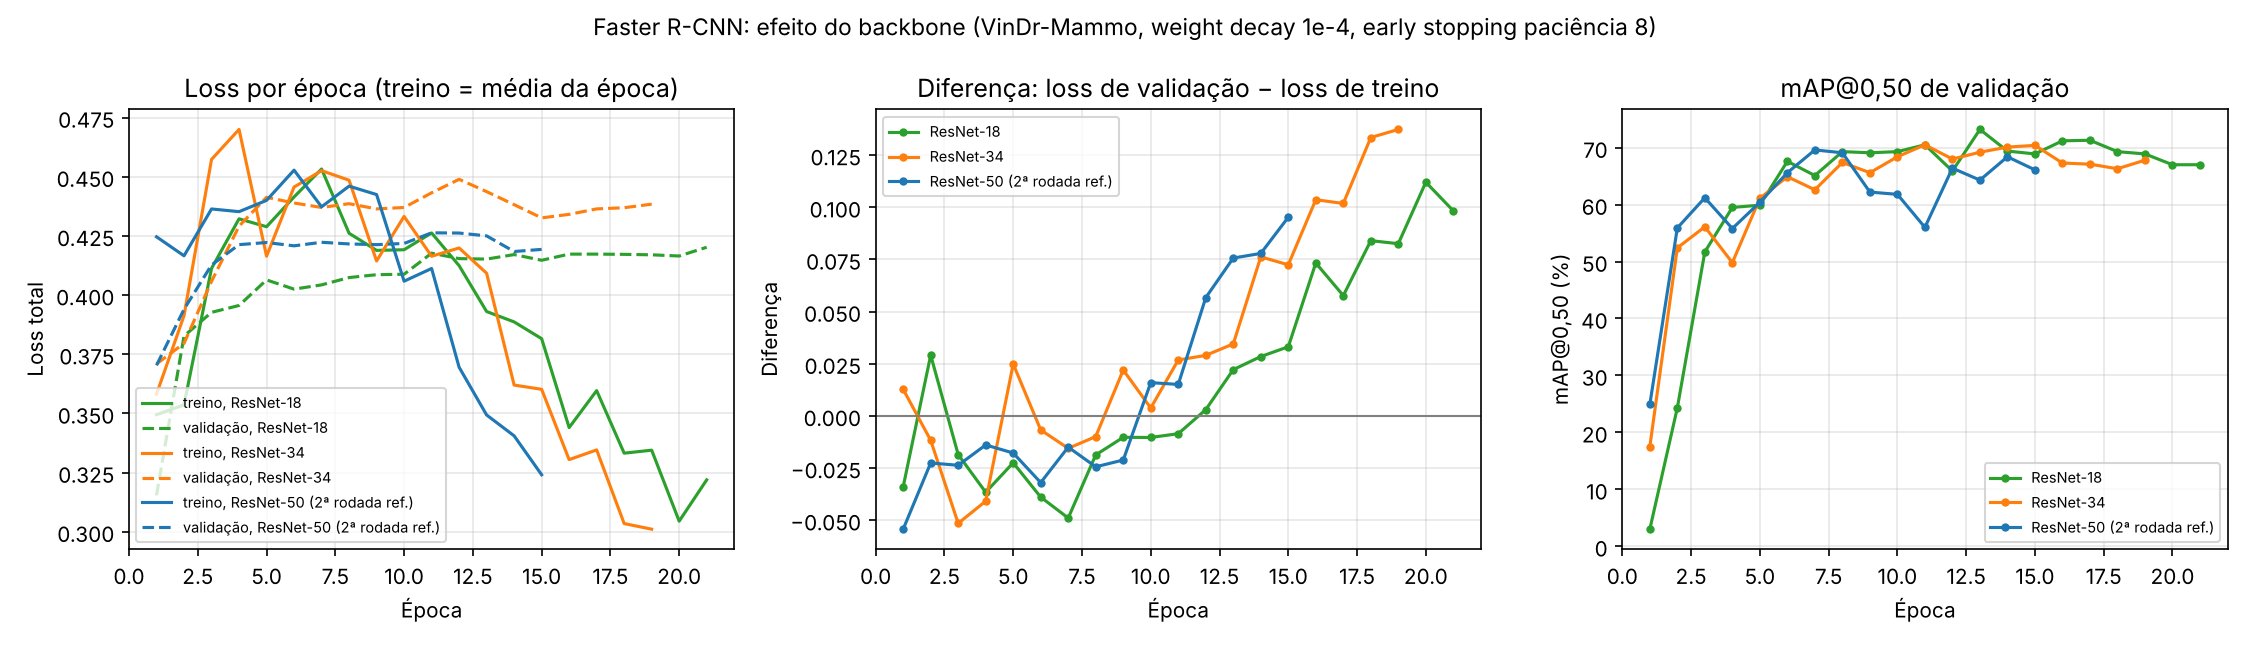 Faster R-CNN: efeito do backbone (VinDr-Mammo, weight decay 1e-4, early stopping paciência 8)
Loss por época (treino = média da época)
Loss total
0.475
0.450
0.425
0.400
0.375
0.350
0.325
0.300
treino, ResNet-18
validação, ResNet-18
treino, ResNet-34
validação, ResNet-34
treino, ResNet-50 (2ª rodada ref.)
validação, ResNet-50 (2ª rodada ref.)
0.0 2.5 5.0 7.5 10.0 12.5 15.0 17.5 20.0
Época
Diferença: loss de validação − loss de treino
Diferença
0.125
0.100
0.075
0.050
0.025
0.000
−0.025
−0.050
ResNet-18
ResNet-34
ResNet-50 (2ª rodada ref.)
0.0 2.5 5.0 7.5 10.0 12.5 15.0 17.5 20.0
Época
mAP@0,50 de validação
mAP@0,50 (%)
70
60
50
40
30
20
10
0
ResNet-18
ResNet-34
ResNet-50 (2ª rodada ref.)
0.0 2.5 5.0 7.5 10.0 12.5 15.0 17.5 20.0
Época